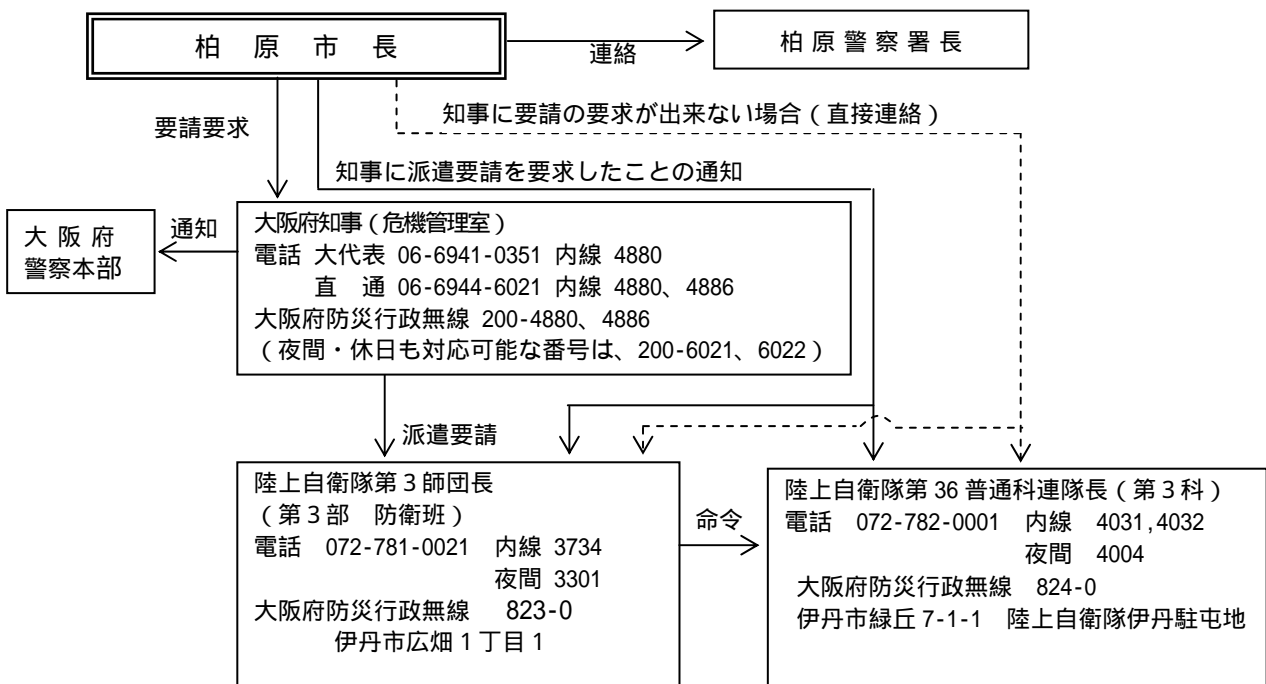 柏 原 市 長
連絡
柏 原 警 察 署 長
要請要求
知事に要請の要求が出来ない場合（直接連絡）
知事に派遣要請を要求したことの通知
大 阪 府
警察本部
通知
大阪府知事（危機管理室）
電話 大代表 06-6941-0351 内線 4880
直 通 06-6944-6021 内線 4880、4886
大阪府防災行政無線 200-4880、4886
（夜間・休日も対応可能な番号は、200-6021、6022）
派遣要請
陸上自衛隊第３師団長
（第３部 防衛班）
電話 072-781-0021 内線 3734
夜間 3301
大阪府防災行政無線 823-0
伊丹市広畑１丁目１
命令
陸上自衛隊第 36 普通科連隊長（第３科）
電話 072-782-0001 内線 4031,4032
夜間 4004
大阪府防災行政無線 824-0
伊丹市緑丘 7-1-1 陸上自衛隊伊丹駐屯地